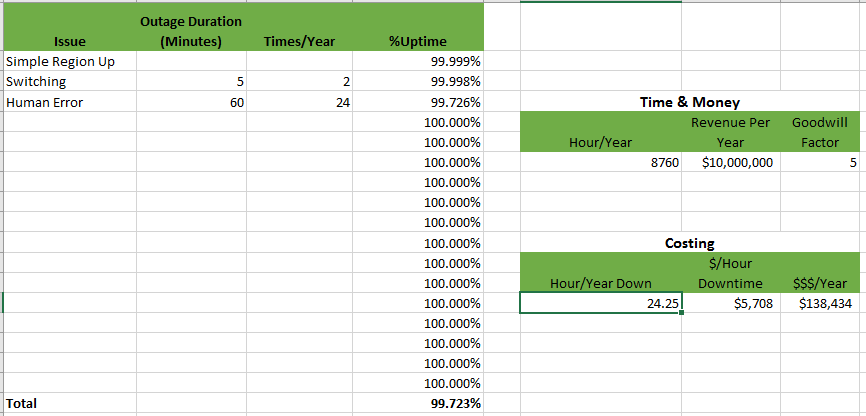 Outage Duration
Issue (Minutes) Times/Year %Uptime
Simple Region Up 99.999%
Switching 5 2 99.998%
Human Error 60 24 99.726% Time & Money
100.000% Revenue Per Goodwill
100.000% Hour/Year Year Factor
100.000% 8760 $10,000,000 5
100.000%
100.000%
100.000%
100.000% Costing
100.000% $/Hour
100.000% Hour/Year Down Downtime $$$/Year
100.000% 24.25 $5,708 $138,434
100.000%
100.000%
100.000%
100.000%
Total 99.723%